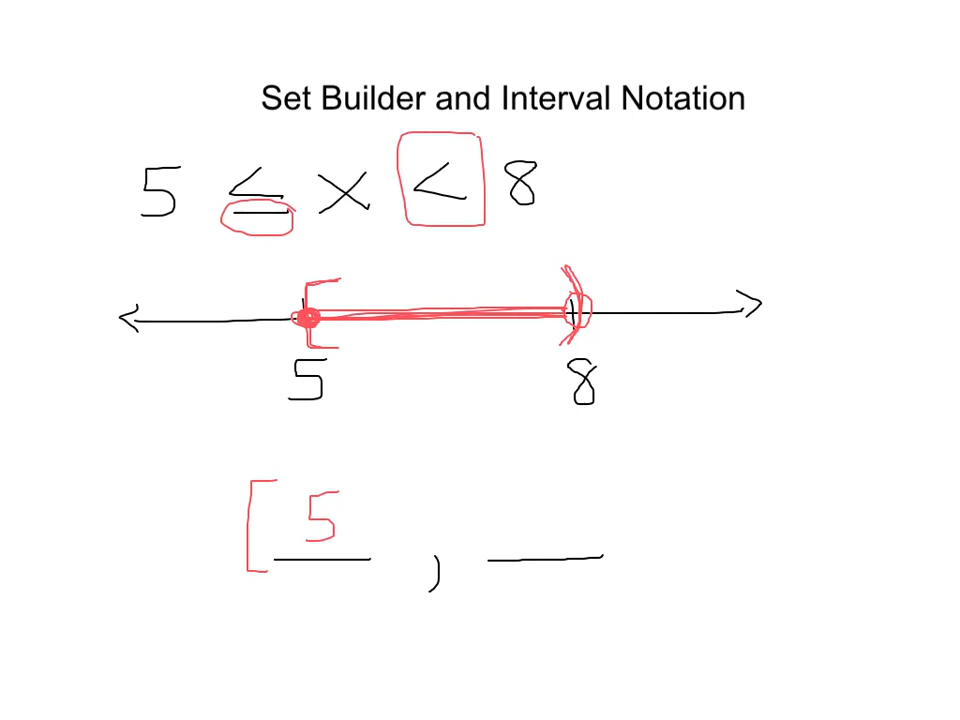 Set Builder and Interval Notation
5 ≤ x < 8
[ )
5 8
[ 5 ,